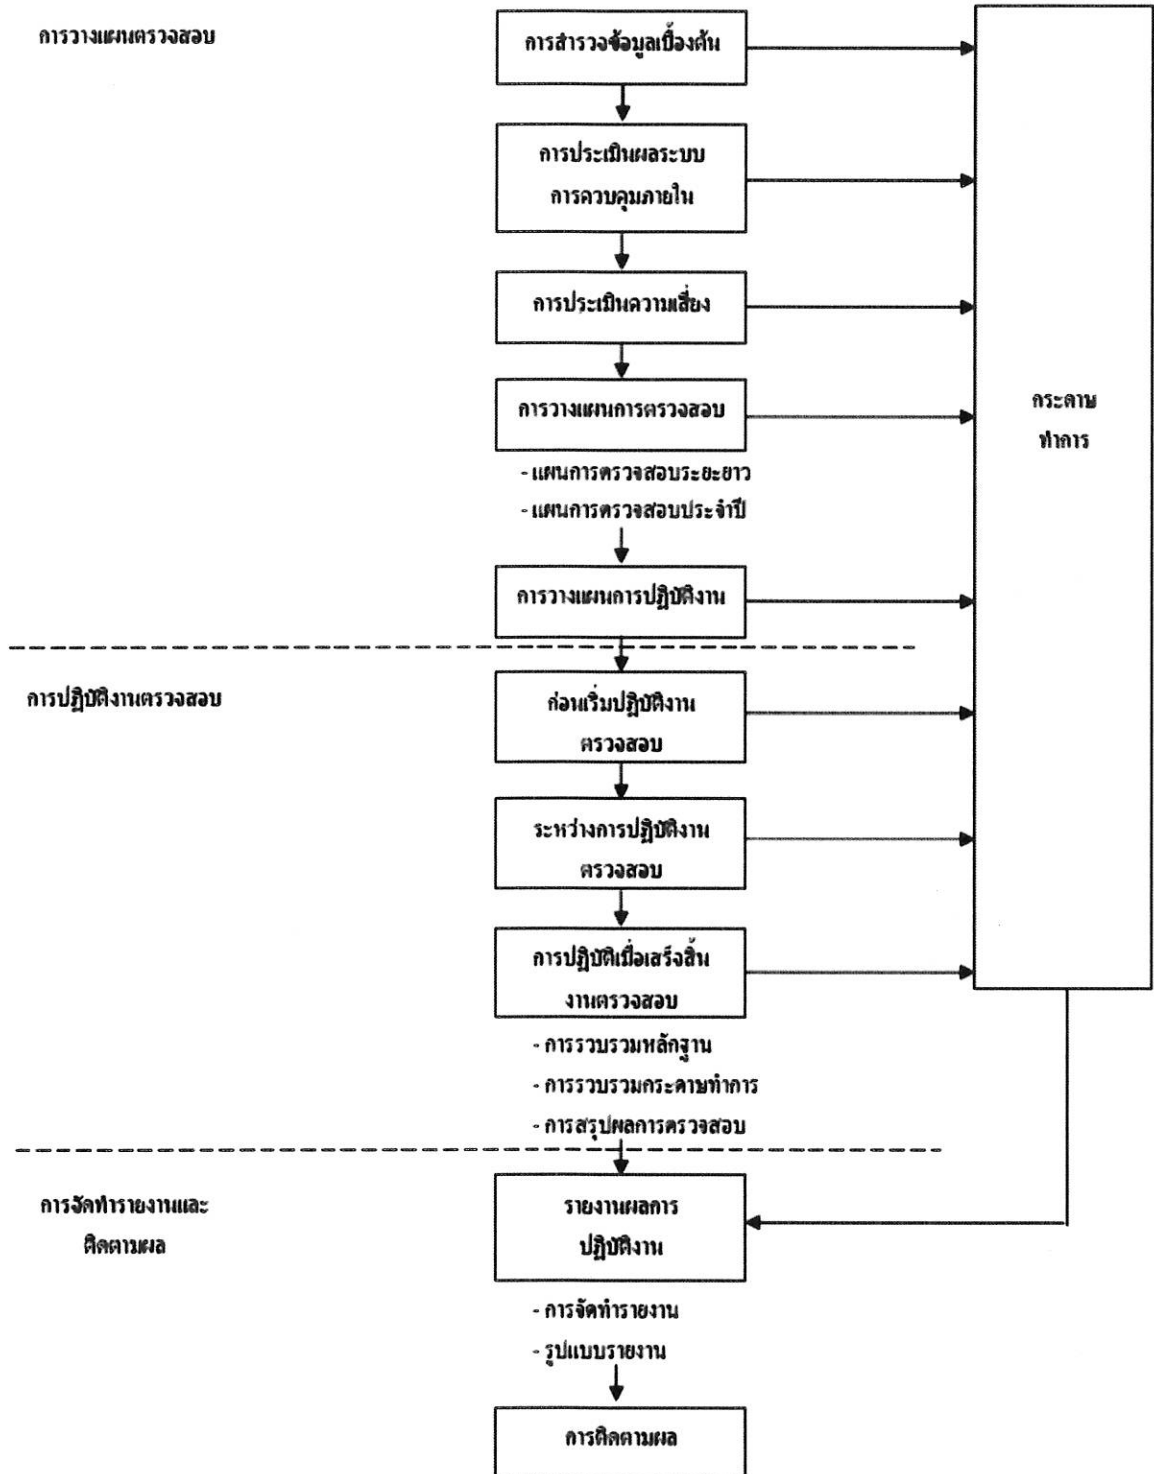 การวางแผนตรวจสอบ
การสำรวจข้อมูลเบื้องต้น
การประเมินผลระบบ
การควบคุมภายใน
การประเมินความเสี่ยง
การวางแผนการตรวจสอบ
- แผนการตรวจสอบระยะยาว
- แผนการตรวจสอบประจำปี
การวางแผนการปฏิบัติงาน
กระดาษ
ทำการ
การปฏิบัติงานตรวจสอบ
ก่อนเริ่มปฏิบัติงาน
ตรวจสอบ
ระหว่างการปฏิบัติงาน
ตรวจสอบ
การปฏิบัติเมื่อเสร็จสิ้น
งานตรวจสอบ
- การรวบรวมหลักฐาน
- การรวบรวมกระดาษทำการ
- การสรุปผลการตรวจสอบ
การจัดทำรายงานและ
ติดตามผล
รายงานผลการ
ปฏิบัติงาน
- การจัดทำรายงาน
- รูปแบบรายงาน
การติดตามผล